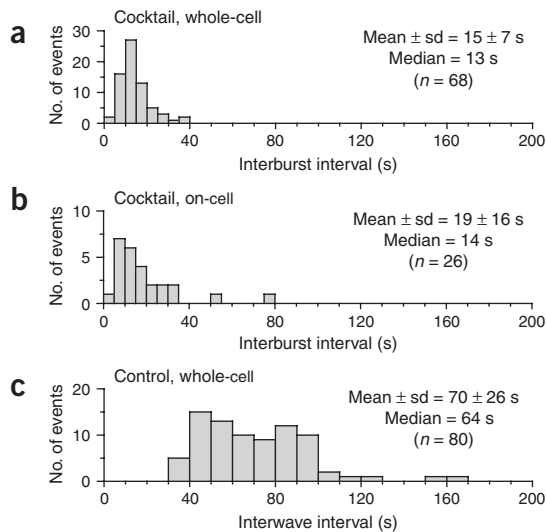 a
Cocktail, whole-cell
Mean ± sd = 15 ± 7 s
Median = 13 s
(n = 68)
No. of events
30
20
10
0
0 40 80 120 160 200
Interburst interval (s)
b
Cocktail, on-cell
Mean ± sd = 19 ± 16 s
Median = 14 s
(n = 26)
No. of events
10
5
0
0 40 80 120 160 200
Interburst interval (s)
c
Control, whole-cell
Mean ± sd = 70 ± 26 s
Median = 64 s
(n = 80)
No. of events
20
10
0
0 40 80 120 160 200
Interwave interval (s)